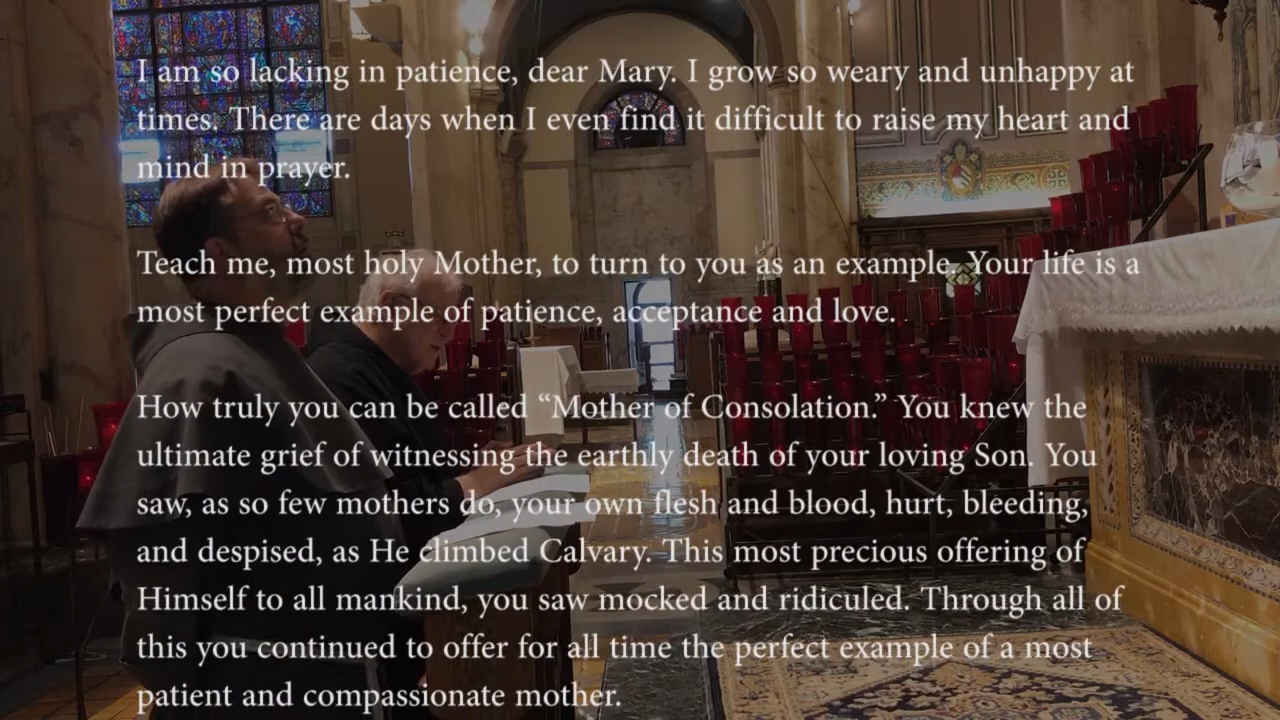 I am so lacking in patience, dear Mary. I grow so weary and unhappy at
times. There are days when I even find it difficult to raise my heart and
mind in prayer.
Teach me, most holy Mother, to turn to you as an example. Your life is a
most perfect example of patience, acceptance and love.
How truly you can be called “Mother of Consolation.” You knew the
ultimate grief of witnessing the earthly death of your loving Son. You
saw, as so few mothers do, your own flesh and blood, hurt, bleeding,
and despised, as He climbed Calvary. This most precious offering of
Himself to all mankind, you saw mocked and ridiculed. Through all of
this you continued to offer for all time the perfect example of a most
patient and compassionate mother.